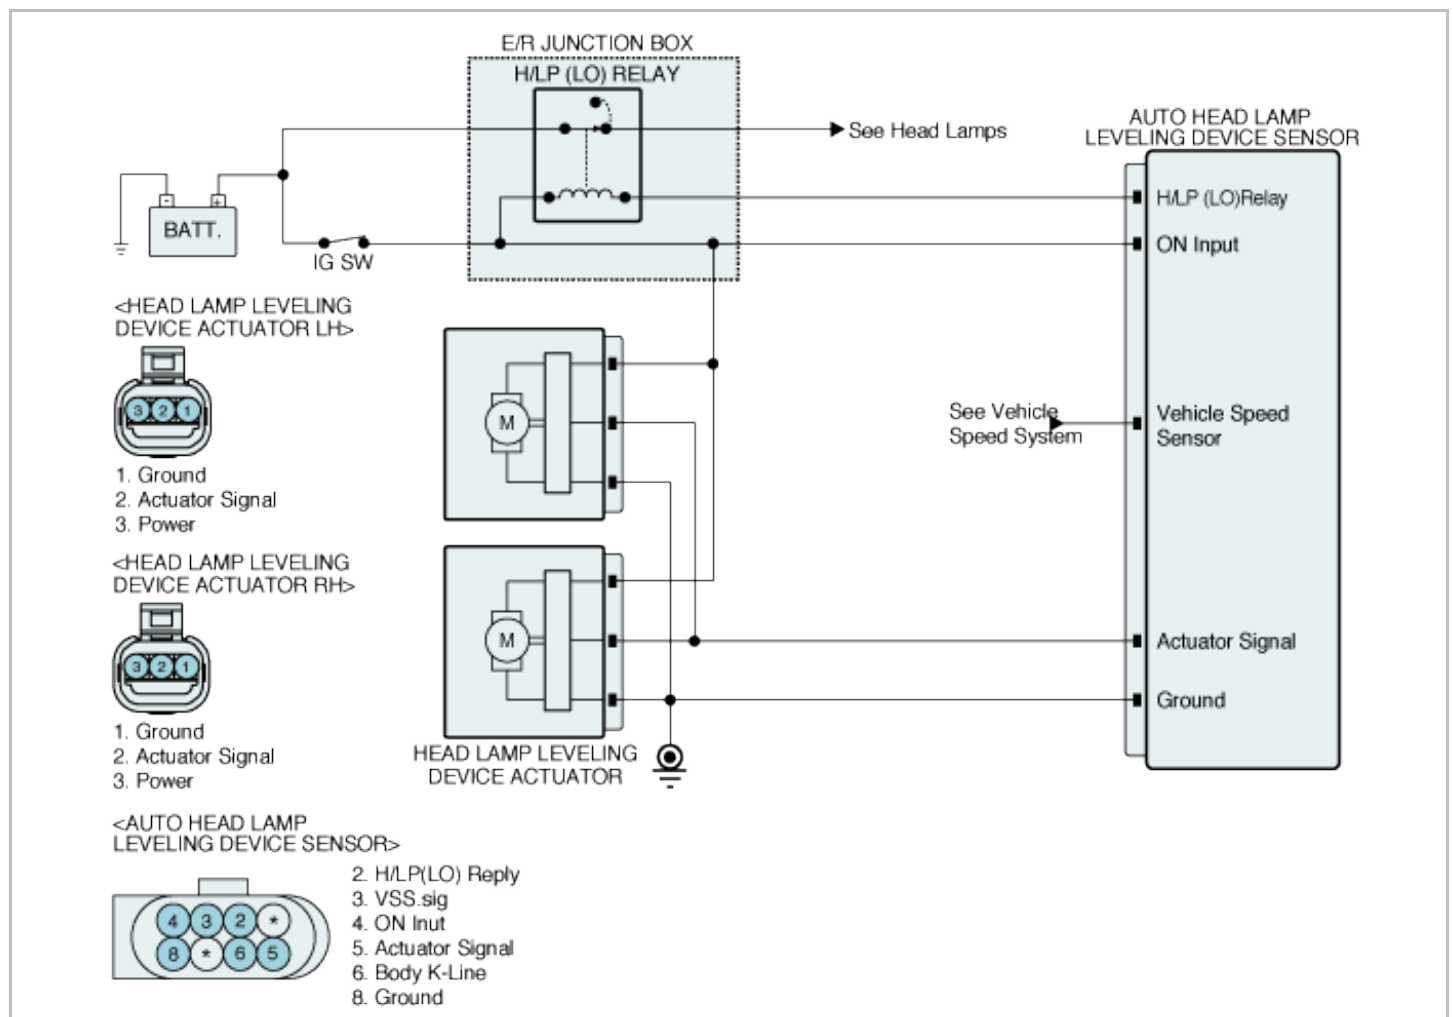 E/R JUNCTION BOX
H/LP (LO) RELAY
See Head Lamps
AUTO HEAD LAMP
LEVELING DEVICE SENSOR
H/LP (LO)Relay
ON Input
- +
BATT.
IG SW
<HEAD LAMP LEVELING
DEVICE ACTUATOR LH>
3 2 1
1. Ground
2. Actuator Signal
3. Power
M
See Vehicle
Speed System
Vehicle Speed
Sensor
<HEAD LAMP LEVELING
DEVICE ACTUATOR RH>
3 2 1
1. Ground
2. Actuator Signal
3. Power
M
HEAD LAMP LEVELING
DEVICE ACTUATOR
Actuator Signal
Ground
<AUTO HEAD LAMP
LEVELING DEVICE SENSOR>
4 3 2 *
8 * 6 5
2. H/LP(LO) Reply
3. VSS.sig
4. ON Inut
5. Actuator Signal
6. Body K-Line
8. Ground